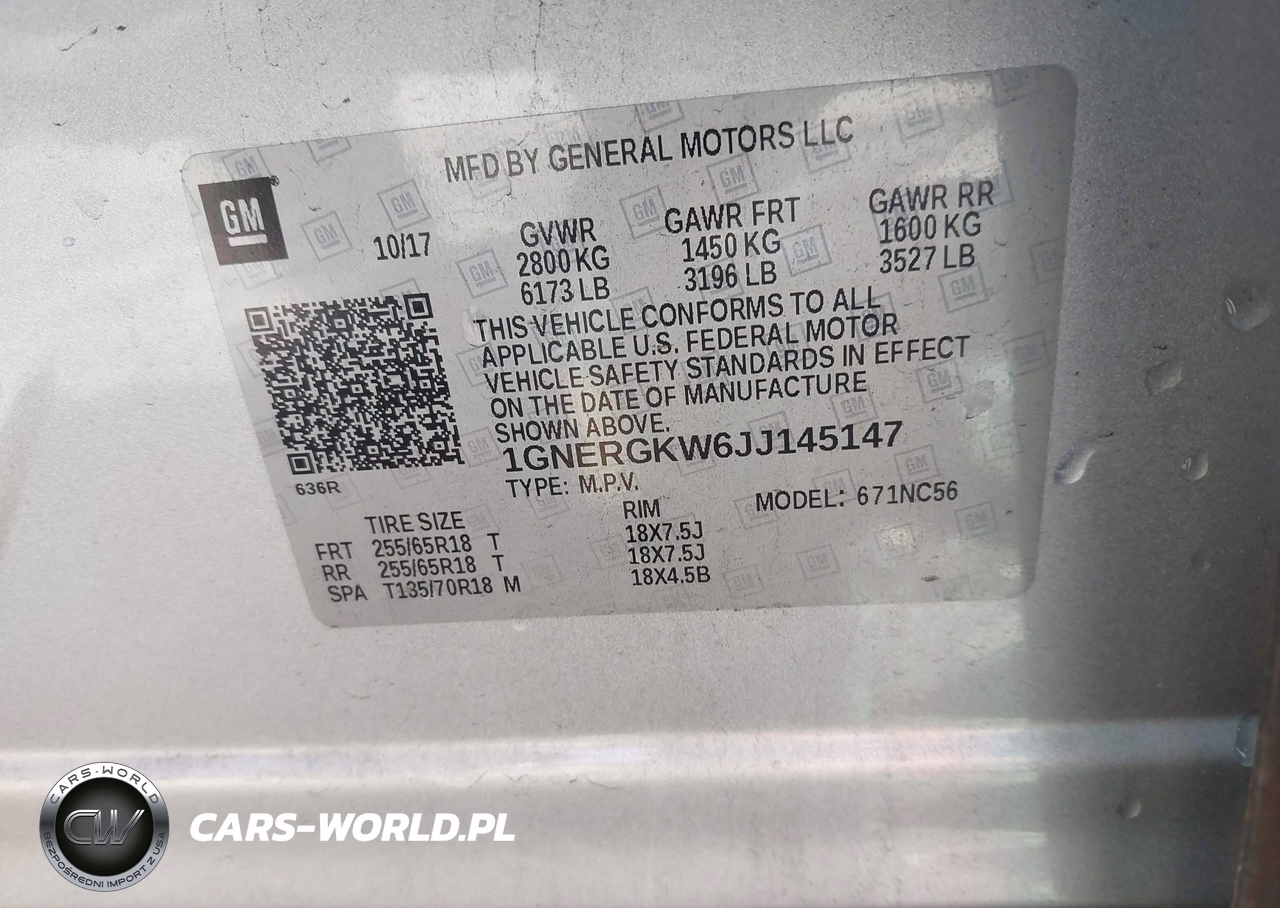 MFD BY GENERAL MOTORS LLC
GM®
10/17
GVWR GAWR FRT GAWR RR
2800 KG 1450 KG 1600 KG
6173 LB 3196 LB 3527 LB
THIS VEHICLE CONFORMS TO ALL
APPLICABLE U.S. FEDERAL MOTOR
VEHICLE SAFETY STANDARDS IN EFFECT
ON THE DATE OF MANUFACTURE
SHOWN ABOVE.
1GNERGKW6JJ145147
636R
TYPE: M.P.V. MODEL: 671NC56
TIRE SIZE RIM
FRT 255/65R18 T 18X7.5J
RR 255/65R18 T 18X7.5J
SPA T135/70R18 M 18X4.5B
CARS-WORLD
CW
BEZPOŚREDNI IMPORT Z USA
CARS-WORLD.PL